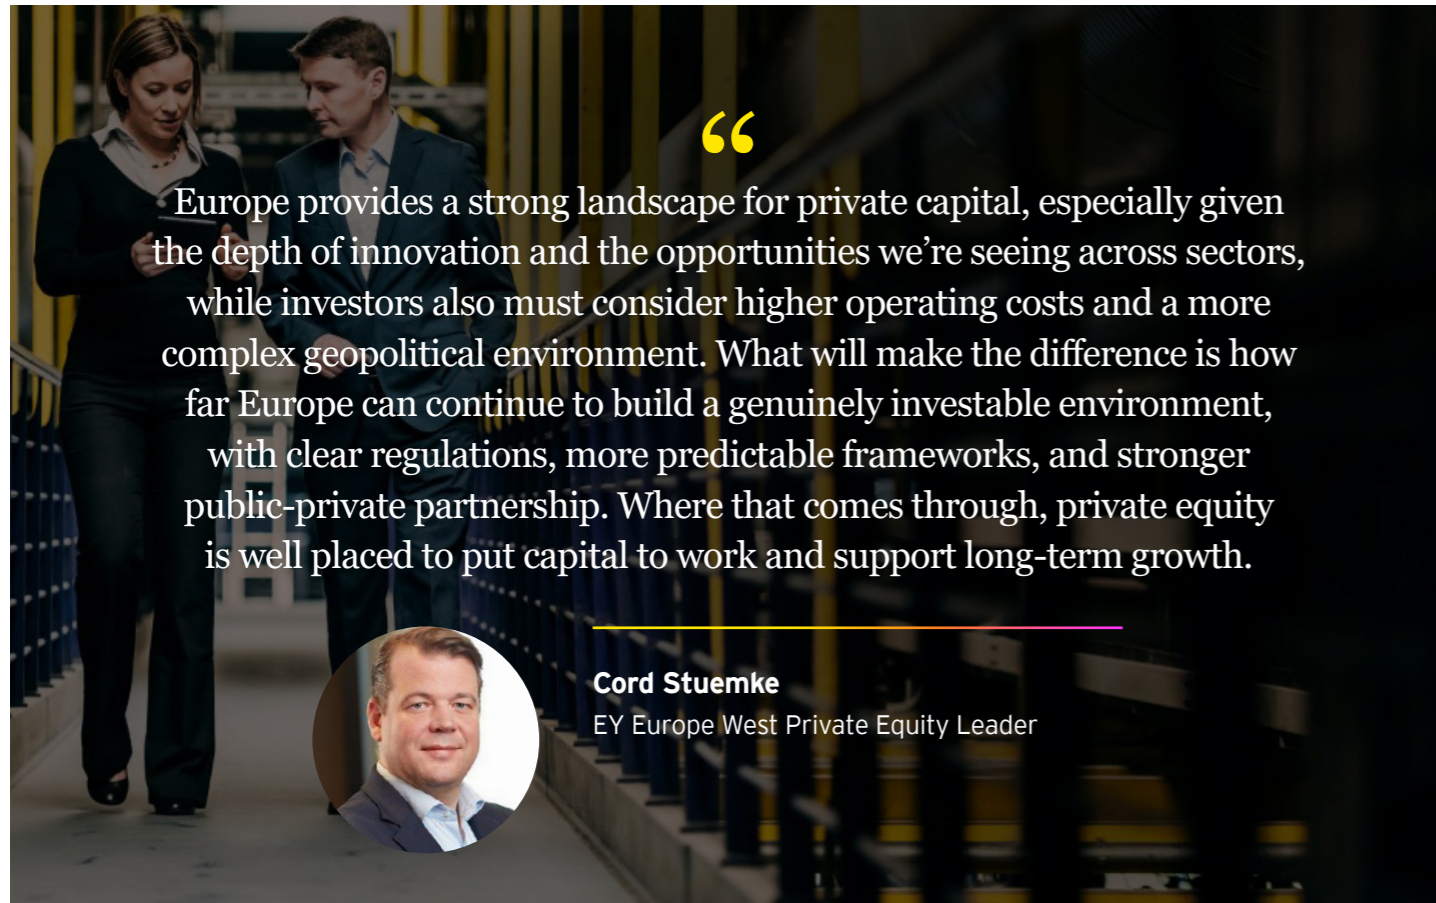 “
Europe provides a strong landscape for private capital, especially given
the depth of innovation and the opportunities we’re seeing across sectors,
while investors also must consider higher operating costs and a more
complex geopolitical environment. What will make the difference is how
far Europe can continue to build a genuinely investable environment,
with clear regulations, more predictable frameworks, and stronger
public-private partnership. Where that comes through, private equity
is well placed to put capital to work and support long-term growth.
Cord Stuemke
EY Europe West Private Equity Leader